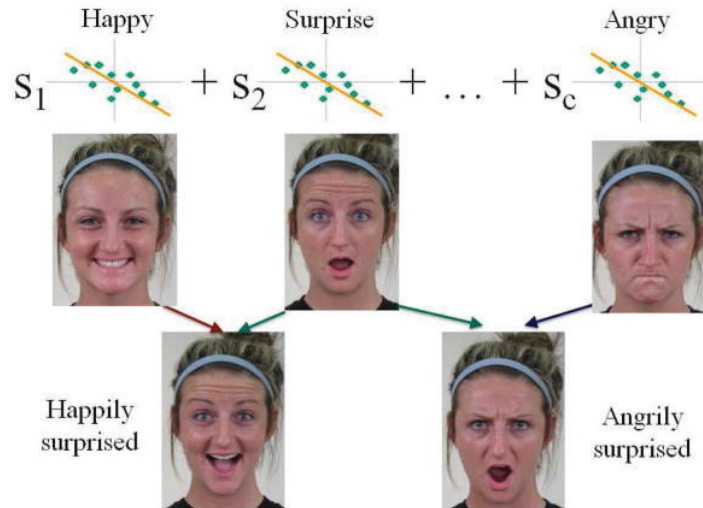 Happy Surprise Angry
S1 + S2 + ... + Sc
Happily
surprised
Angrily
surprised